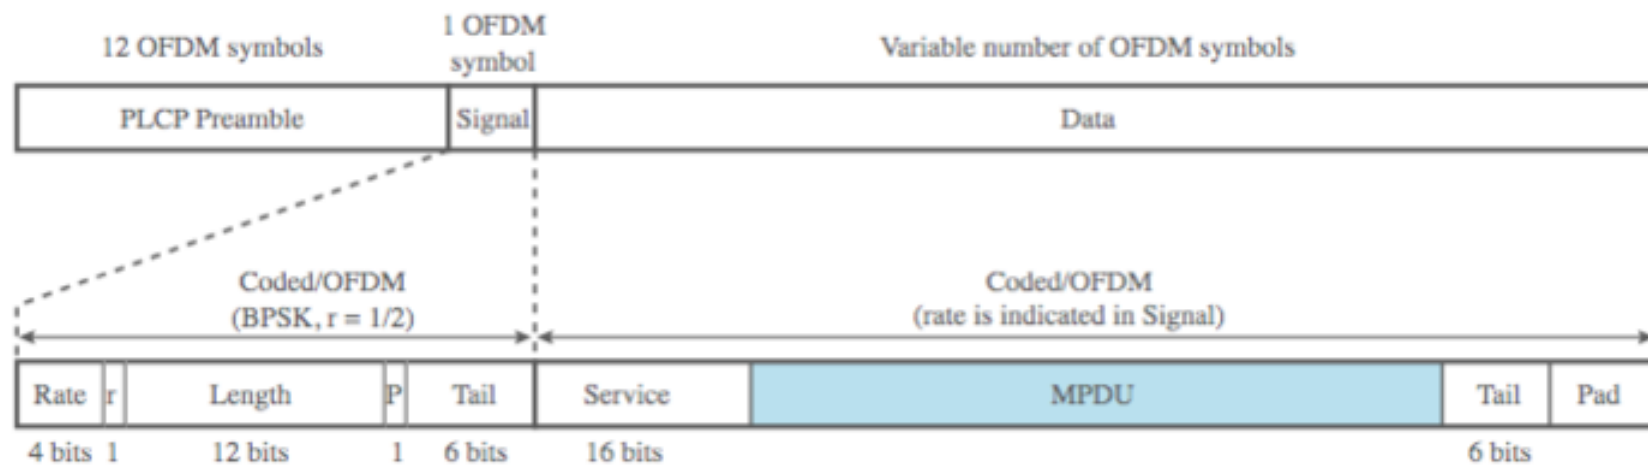 12 OFDM symbols
1 OFDM
symbol
Variable number of OFDM symbols
PLCP Preamble
Signal
Data
Coded/OFDM
(BPSK, r = 1/2)
Coded/OFDM
(rate is indicated in Signal)
Rate
r
Length
P
Tail
Service
MPDU
Tail
Pad
4 bits
1
12 bits
1
6 bits
16 bits
6 bits